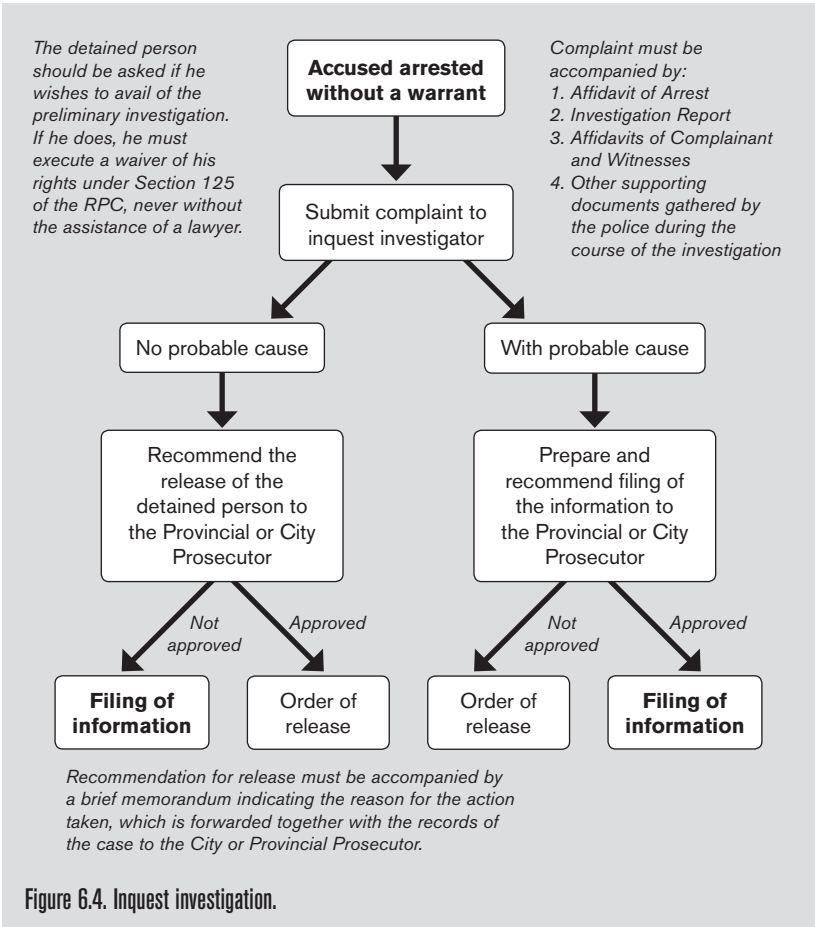 The detained person
should be asked if he
wishes to avail of the
preliminary investigation.
If he does, he must
execute a waiver of his
rights under Section 125
of the RPC, never without
the assistance of a lawyer.
Accused arrested
without a warrant
Complaint must be
accompanied by:
1. Affidavit of Arrest
2. Investigation Report
3. Affidavits of Complainant
and Witnesses
4. Other supporting
documents gathered by
the police during the
course of the investigation
Submit complaint to
inquest investigator
No probable cause
With probable cause
Recommend the
release of the
detained person to
the Provincial or City
Prosecutor
Prepare and
recommend filing of
the information to
the Provincial or City
Prosecutor
Not
approved
Approved
Not
approved
Approved
Filing of
information
Order of
release
Order of
release
Filing of
information
Recommendation for release must be accompanied by
a brief memorandum indicating the reason for the action
taken, which is forwarded together with the records of
the case to the City or Provincial Prosecutor.
Figure 6.4. Inquest investigation.